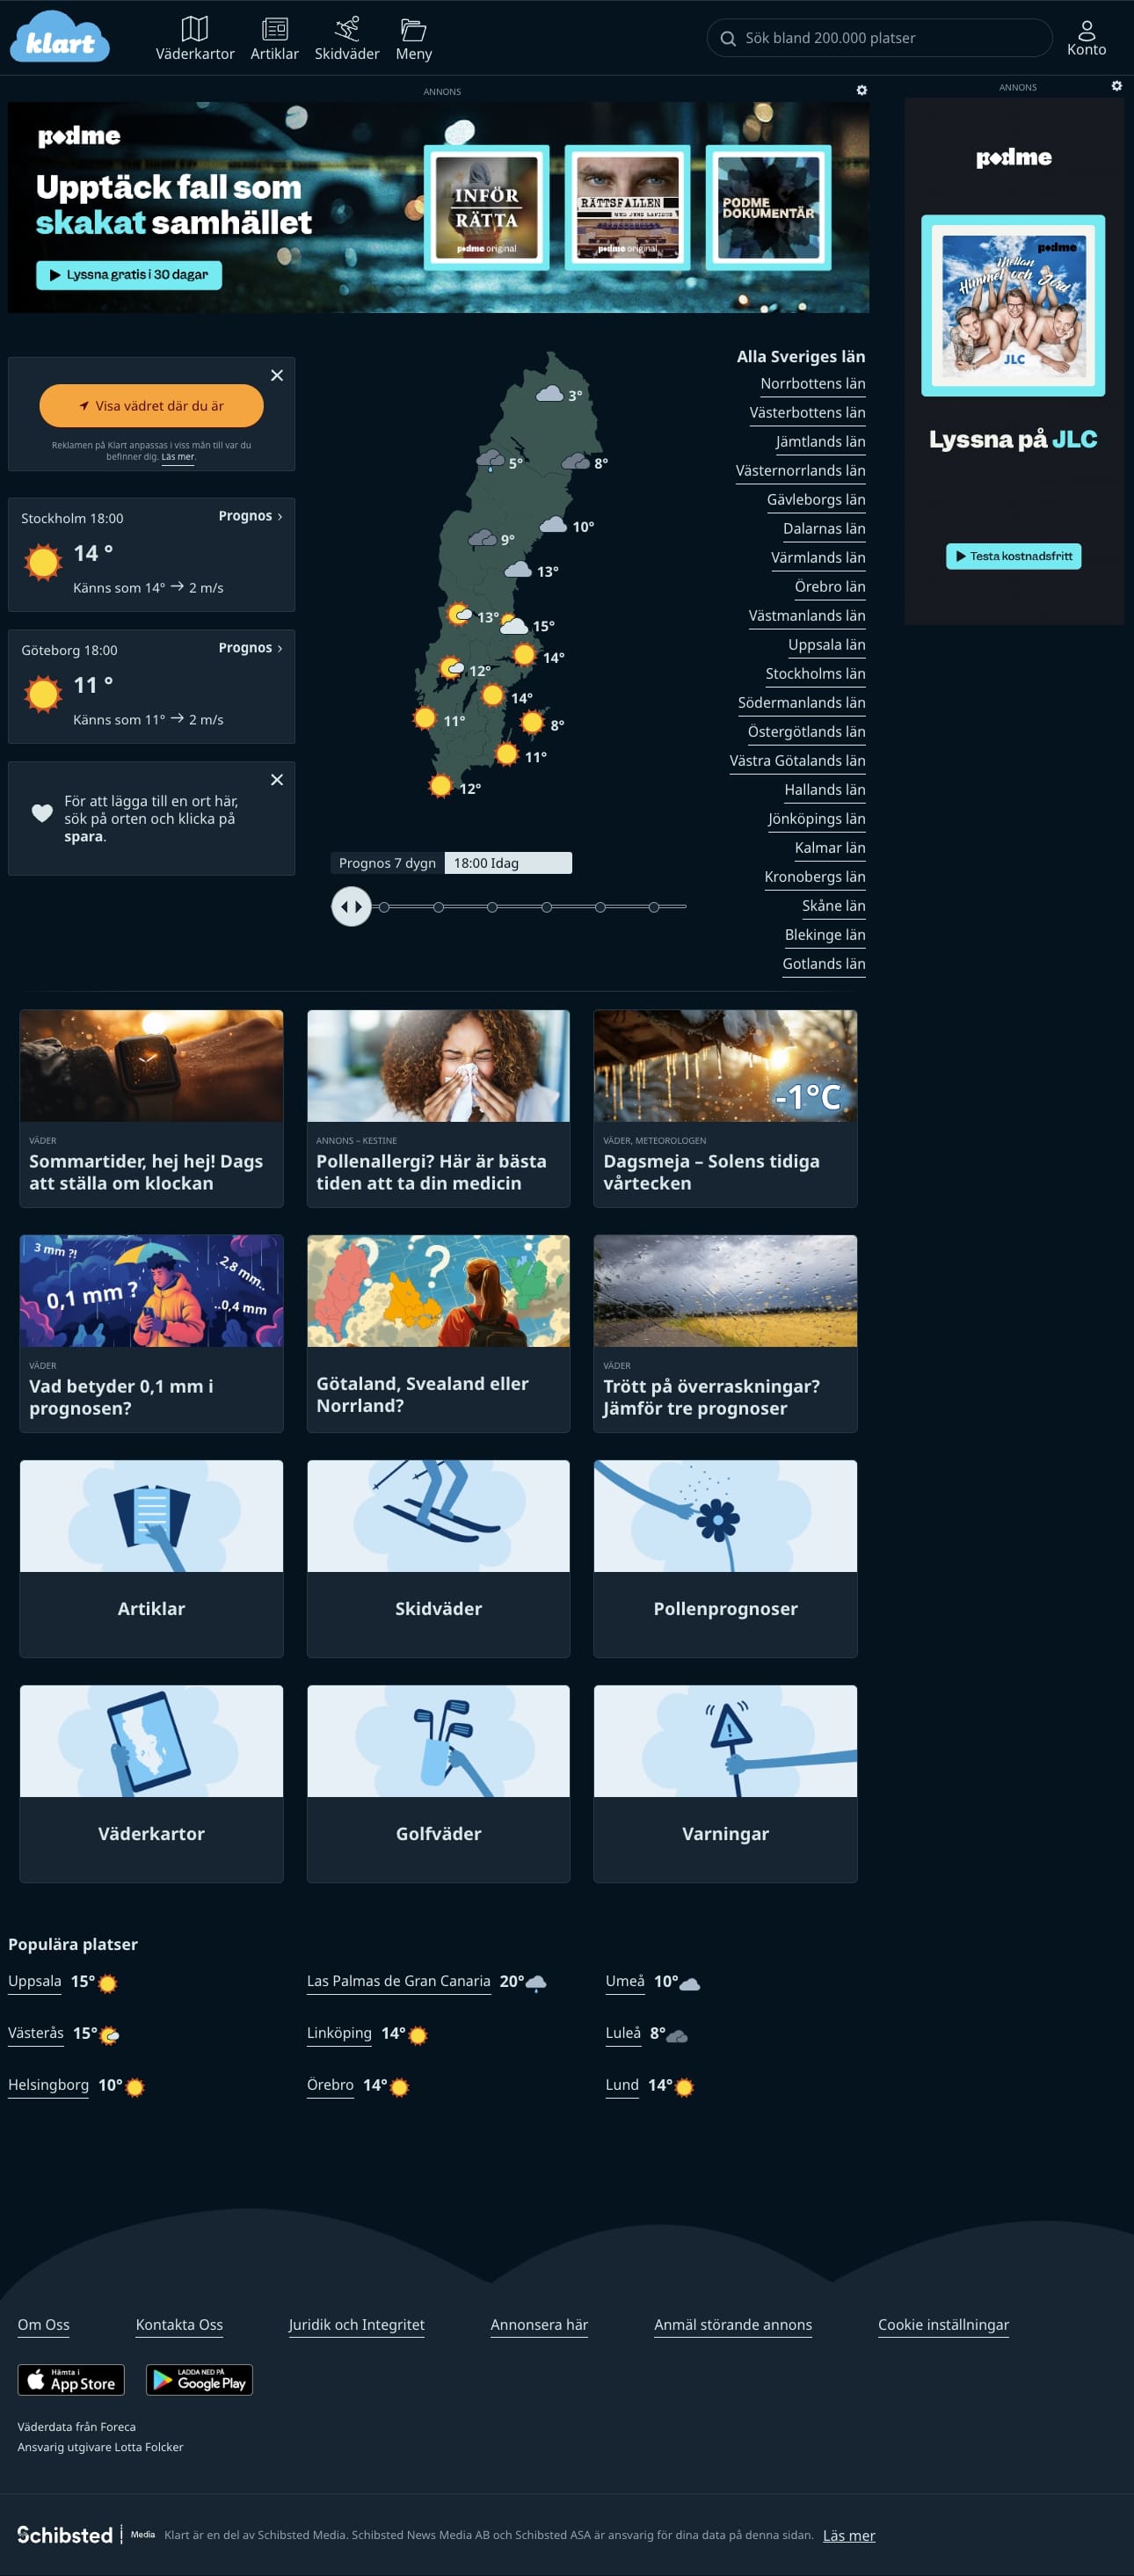 klart
Väderkartor
Artiklar
Skidväder
Meny
Sök bland 200.000 platser
Konto
ANNONS
podme
Upptäck fall som
skakat samhället
Lyssna gratis i 30 dagar
INFÖR
RÄTTA
podme original
RÄTTSFALLEN
podme original
PODME
DOKUMENTÄR
ANNONS
podme
podme
Mellan
Himmel och Jord
JLC
Lyssna på JLC
Testa kostnadsfritt
Visa vädret där du är
Reklamen på Klart anpassas i viss mån till var du
befinner dig. Läs mer.
Stockholm 18:00
Prognos ›
14 °
Känns som 14° → 2 m/s
Göteborg 18:00
Prognos ›
11 °
Känns som 11° → 2 m/s
För att lägga till en ort här,
sök på orten och klicka på
spara.
3°
5°
8°
10°
9°
13°
13°
15°
14°
12°
14°
11°
8°
11°
12°
Prognos 7 dygn
18:00 Idag
Alla Sveriges län
Norrbottens län
Västerbottens län
Jämtlands län
Västernorrlands län
Gävleborgs län
Dalarnas län
Värmlands län
Örebro län
Västmanlands län
Uppsala län
Stockholms län
Södermanlands län
Östergötlands län
Västra Götalands län
Hallands län
Jönköpings län
Kalmar län
Kronobergs län
Skåne län
Blekinge län
Gotlands län
VÄDER
Sommartider, hej hej! Dags
att ställa om klockan
ANNONS – KESTINE
Pollenallergi? Här är bästa
tiden att ta din medicin
-1°C
VÄDER, METEOROLOGEN
Dagsmeja – Solens tidiga
vårtecken
3 mm ?!
0,1 mm ?
2,8 mm..
..0,4 mm
VÄDER
Vad betyder 0,1 mm i
prognosen?
? ?
Götaland, Svealand eller
Norrland?
VÄDER
Trött på överraskningar?
Jämför tre prognoser
Artiklar
Skidväder
Pollenprognoser
Väderkartor
Golfväder
Varningar
Populära platser
Uppsala 15°
Las Palmas de Gran Canaria 20°
Umeå 10°
Västerås 15°
Linköping 14°
Luleå 8°
Helsingborg 10°
Örebro 14°
Lund 14°
Om Oss
Kontakta Oss
Juridik och Integritet
Annonsera här
Anmäl störande annons
Cookie inställningar
Hämta i
App Store
LADDA NED PÅ
Google Play
Väderdata från Foreca
Ansvarig utgivare Lotta Folcker
Schibsted Media Klart är en del av Schibsted Media. Schibsted News Media AB och Schibsted ASA är ansvarig för dina data på denna sidan. Läs mer